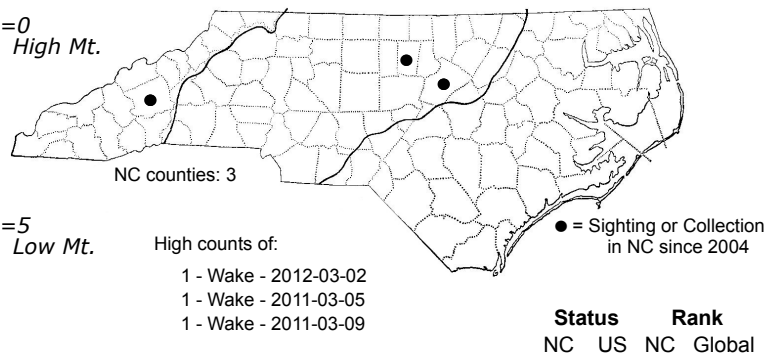 =0
High Mt.
NC counties: 3
=5
Low Mt.
High counts of:
1 - Wake - 2012-03-02
1 - Wake - 2011-03-05
1 - Wake - 2011-03-09
● = Sighting or Collection
in NC since 2004
Status Rank
NC US NC Global